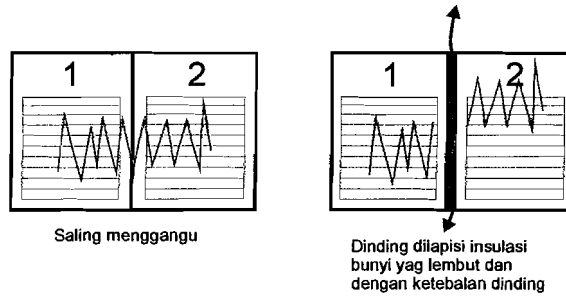 1
2
1
2
Saling menggangu
Dinding dilapisi insulasi
bunyi yag lembut dan
dengan ketebalan dinding